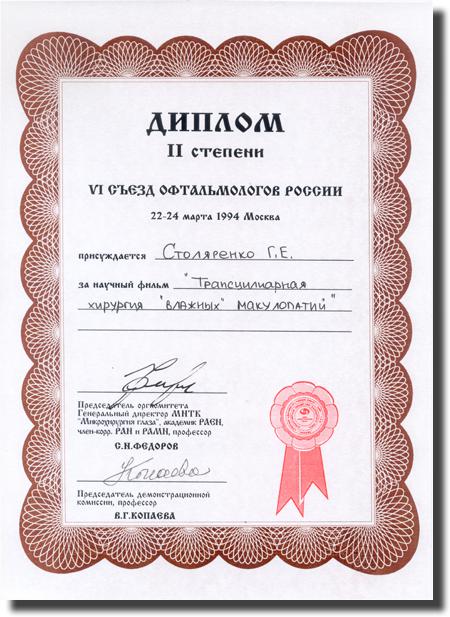 ДИПЛОМ
II СТЕПЕНИ
VI СЪЕЗД ОФТАЛЬМОЛОГОВ РОССИИ
22-24 марта 1994 Москва
присуждается Столяренко Г.Е.
за научный фильм "Трансцилиарная
хирургия "влажных" макулопатий"
Председатель оргкомитета
Генеральный директор МНТК
"Микрохирургия глаза", академик РАЕН,
член-корр. РАН и РАМН, профессор
С.Н.ФЕДОРОВ
Копаева
Председатель демонстрационной
комиссии, профессор
В.Г.КОПАЕВА